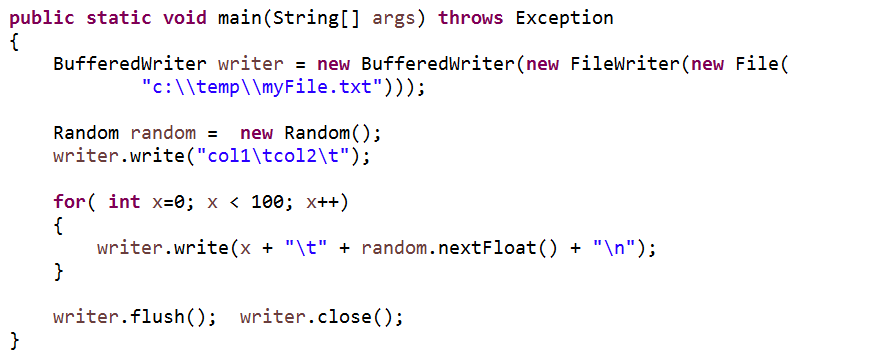 public static void main(String[] args) throws Exception
{
    BufferedWriter writer = new BufferedWriter(new FileWriter(new File(
            "c:\\temp\\myFile.txt")));

    Random random =  new Random();
    writer.write("col1\tcol2\t");

    for( int x=0; x < 100; x++)
    {
        writer.write(x + "\t" + random.nextFloat() + "\n");
    }

    writer.flush();  writer.close();
}